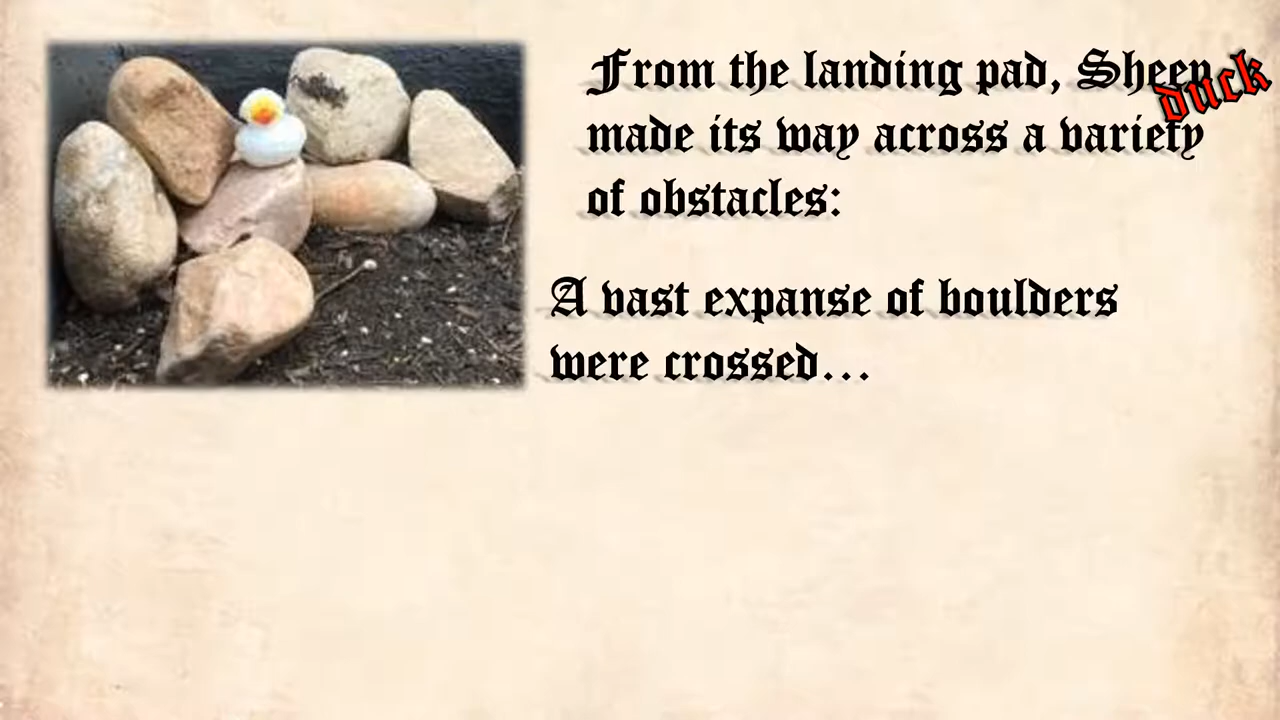 From the landing pad, Sheep
duck
made its way across a variety
of obstacles:
A vast expanse of boulders
were crossed…